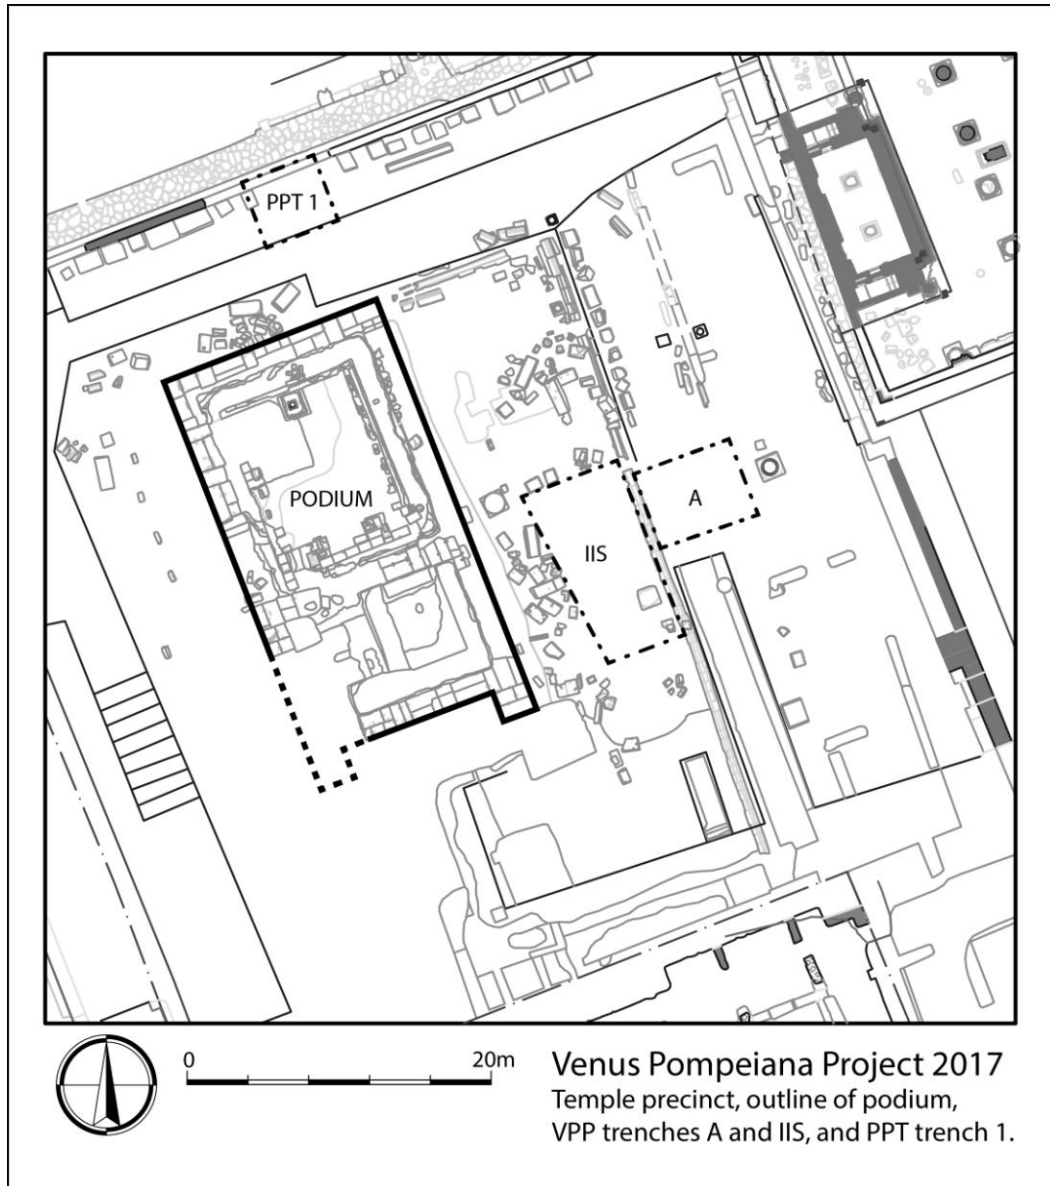 PPT 1
PODIUM
A
IIS
0 20m
Venus Pompeiana Project 2017
Temple precinct, outline of podium,
VPP trenches A and IIS, and PPT trench 1.